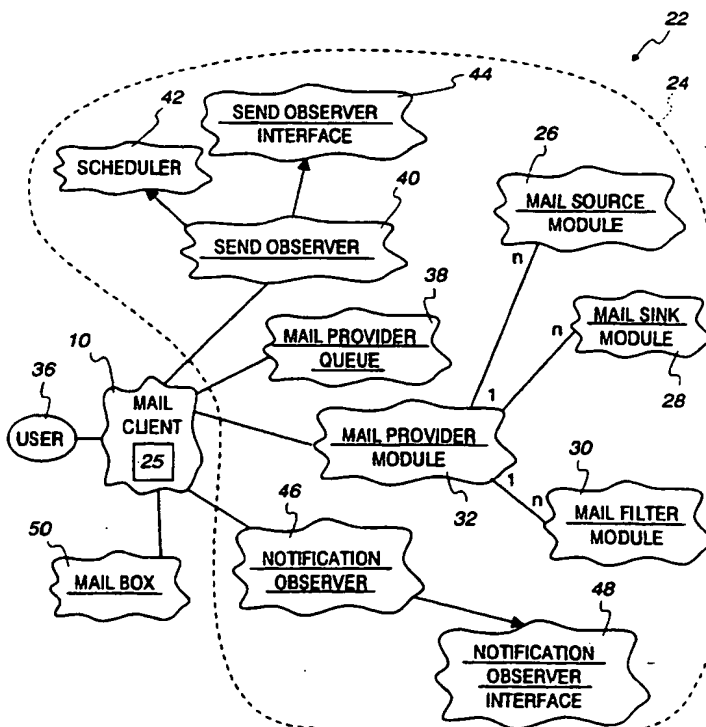 22
44
24
42
SEND OBSERVER
INTERFACE
SCHEDULER
26
MAIL SOURCE
MODULE
40
SEND OBSERVER
n
38
MAIL PROVIDER
QUEUE
n
MAIL SINK
MODULE
10
28
36
MAIL
CLIENT
USER
1
25
MAIL PROVIDER
MODULE
30
1
32
n
MAIL FILTER
MODULE
46
50
NOTIFICATION
OBSERVER
MAIL BOX
48
NOTIFICATION
OBSERVER
INTERFACE